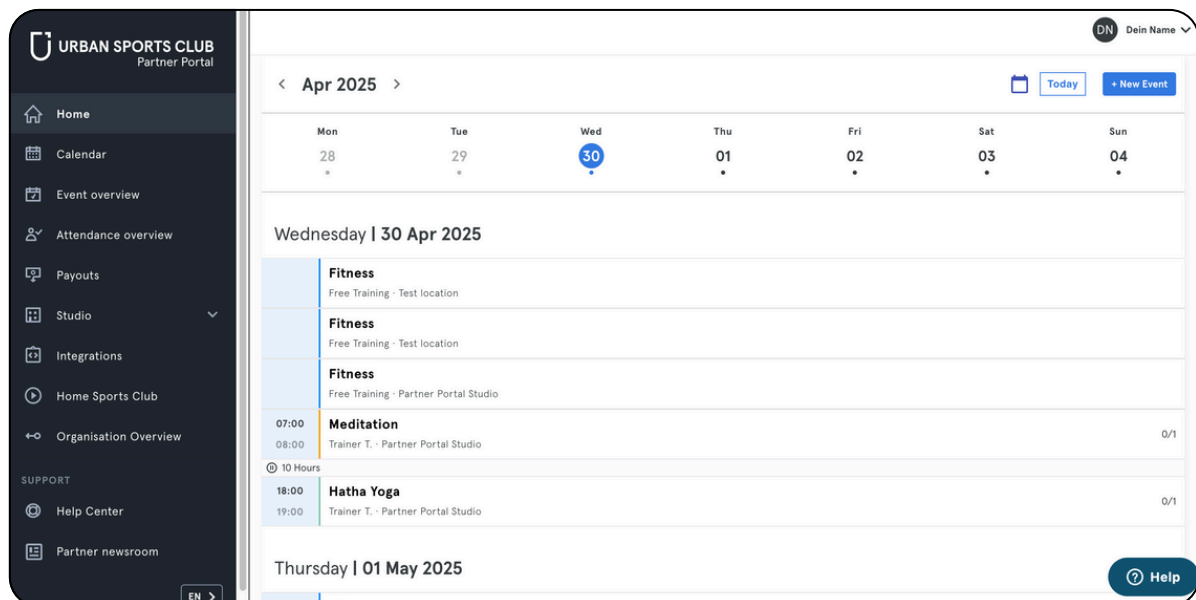 URBAN SPORTS CLUB
Partner Portal
Home
Calendar
Event overview
Attendance overview
Payouts
Studio
Integrations
Home Sports Club
Organisation Overview
SUPPORT
Help Center
Partner newsroom
EN
DN Dein Name
Apr 2025
Today
+ New Event
Mon Tue Wed Thu Fri Sat Sun
28 29 30 01 02 03 04
Wednesday | 30 Apr 2025
Fitness
Free Training · Test location
Fitness
Free Training · Test location
Fitness
Free Training · Partner Portal Studio
07:00 Meditation
08:00 Trainer T. · Partner Portal Studio
0/1
10 Hours
18:00 Hatha Yoga
19:00 Trainer T. · Partner Portal Studio
0/1
Thursday | 01 May 2025
Help